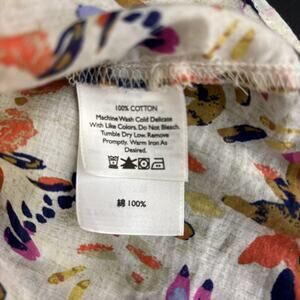 100% COTTON
Machine Wash Cold Delicate
With Like Colors. Do Not Bleach.
Tumble Dry Low. Remove
Promptly. Warm Iron As
Desired.
綿 100%